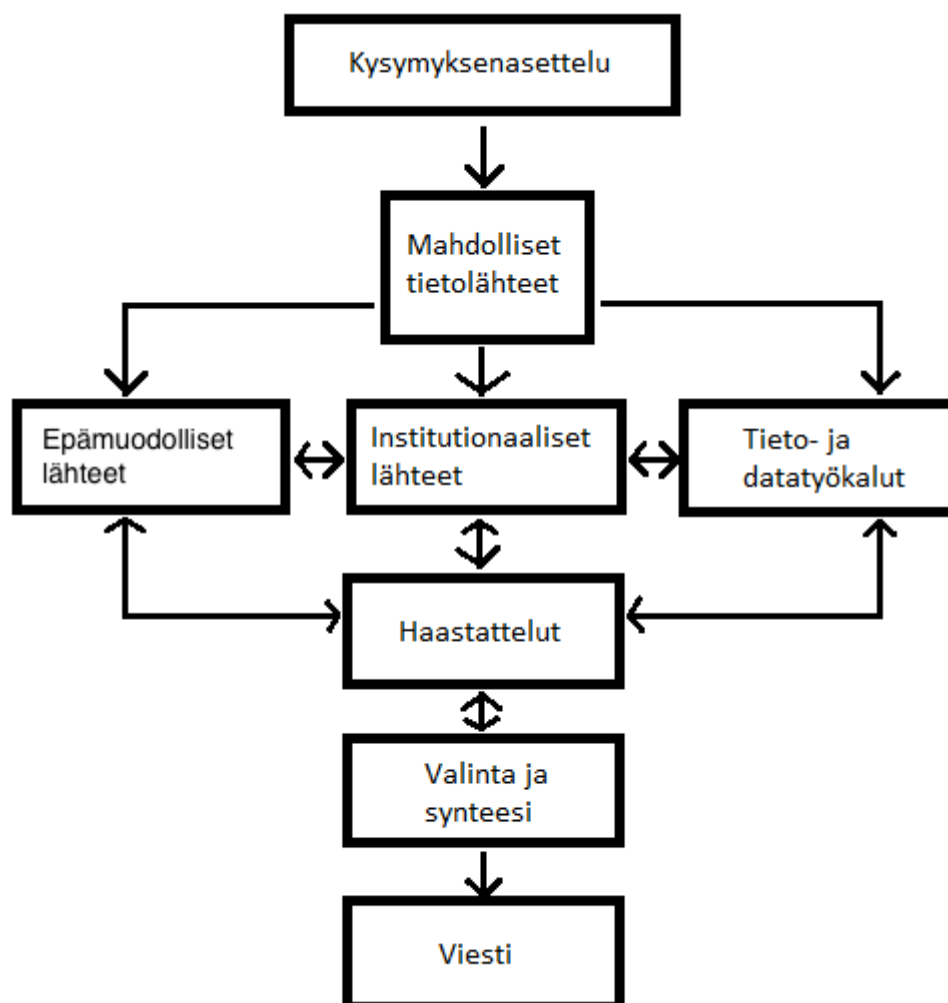 Kysymyksenasettelu
Mahdolliset
tietolähteet
Epämuodolliset
lähteet
Institutionaaliset
lähteet
Tieto- ja
datatyökalut
Haastattelut
Valinta ja
synteesi
Viesti